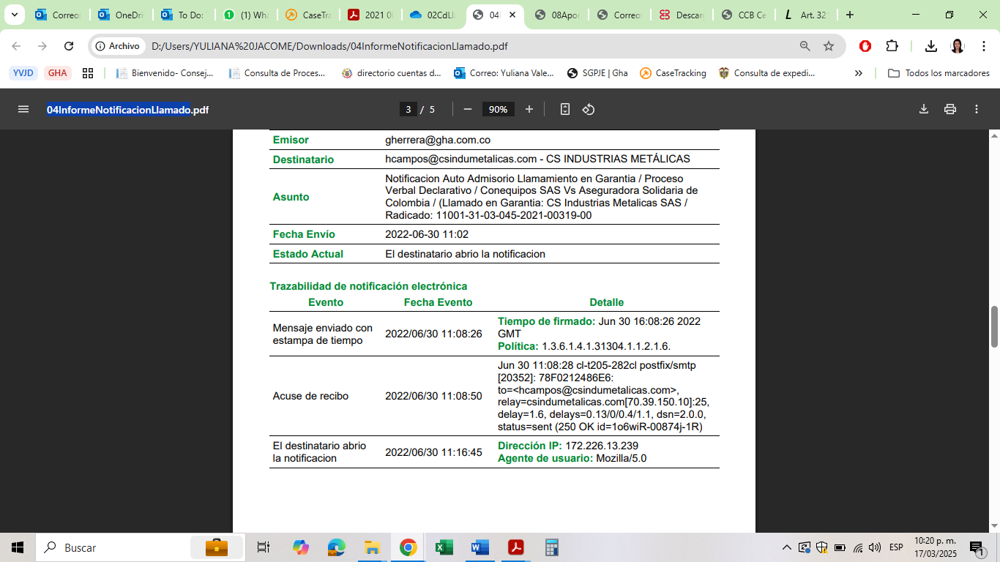 Correo:
OneDri
To Do: 
(1) Wha
CaseTra
2021 0
02CdLl
04
08Apor
Correo:
Descar
CCB Ce
Art. 32
Archivo
D:/Users/YULIANA%20JACOME/Downloads/04InformeNotificacionLlamado.pdf
YVJD
GHA
Bienvenido- Consej...
Consulta de Proces...
directorio cuentas d...
Correo: Yuliana Vale...
SGPJE | Gha
CaseTracking
Consulta de expedi...
Todos los marcadores
04InformeNotificacionLlamado.pdf
3 / 5
90%
Emisor
gherrera@gha.com.co
Destinatario
hcampos@csindumetalicas.com - CS INDUSTRIAS METÁLICAS
Asunto
Notificacion Auto Admisorio Llamamiento en Garantia / Proceso
Verbal Declarativo / Conequipos SAS Vs Aseguradora Solidaria de
Colombia / (Llamado en Garantia: CS Industrias Metalicas SAS /
Radicado: 11001-31-03-045-2021-00319-00
Fecha Envío
2022-06-30 11:02
Estado Actual
El destinatario abrio la notificacion
Trazabilidad de notificación electrónica
Evento
Fecha Evento
Detalle
Mensaje enviado con
estampa de tiempo
2022/06/30 11:08:26
Tiempo de firmado: Jun 30 16:08:26 2022
GMT
Política: 1.3.6.1.4.1.31304.1.1.2.1.6.
Acuse de recibo
2022/06/30 11:08:50
Jun 30 11:08:28 cl-t205-282cl postfix/smtp
[20352]: 78F0212486E6:
to=<hcampos@csindumetalicas.com>,
relay=csindumetalicas.com[70.39.150.10]:25,
delay=1.6, delays=0.13/0/0.4/1.1, dsn=2.0.0,
status=sent (250 OK id=1o6wiR-00874j-1R)
El destinatario abrio
la notificacion
2022/06/30 11:16:45
Dirección IP: 172.226.13.239
Agente de usuario: Mozilla/5.0
Buscar
ESP
10:20 p. m.
17/03/2025
1